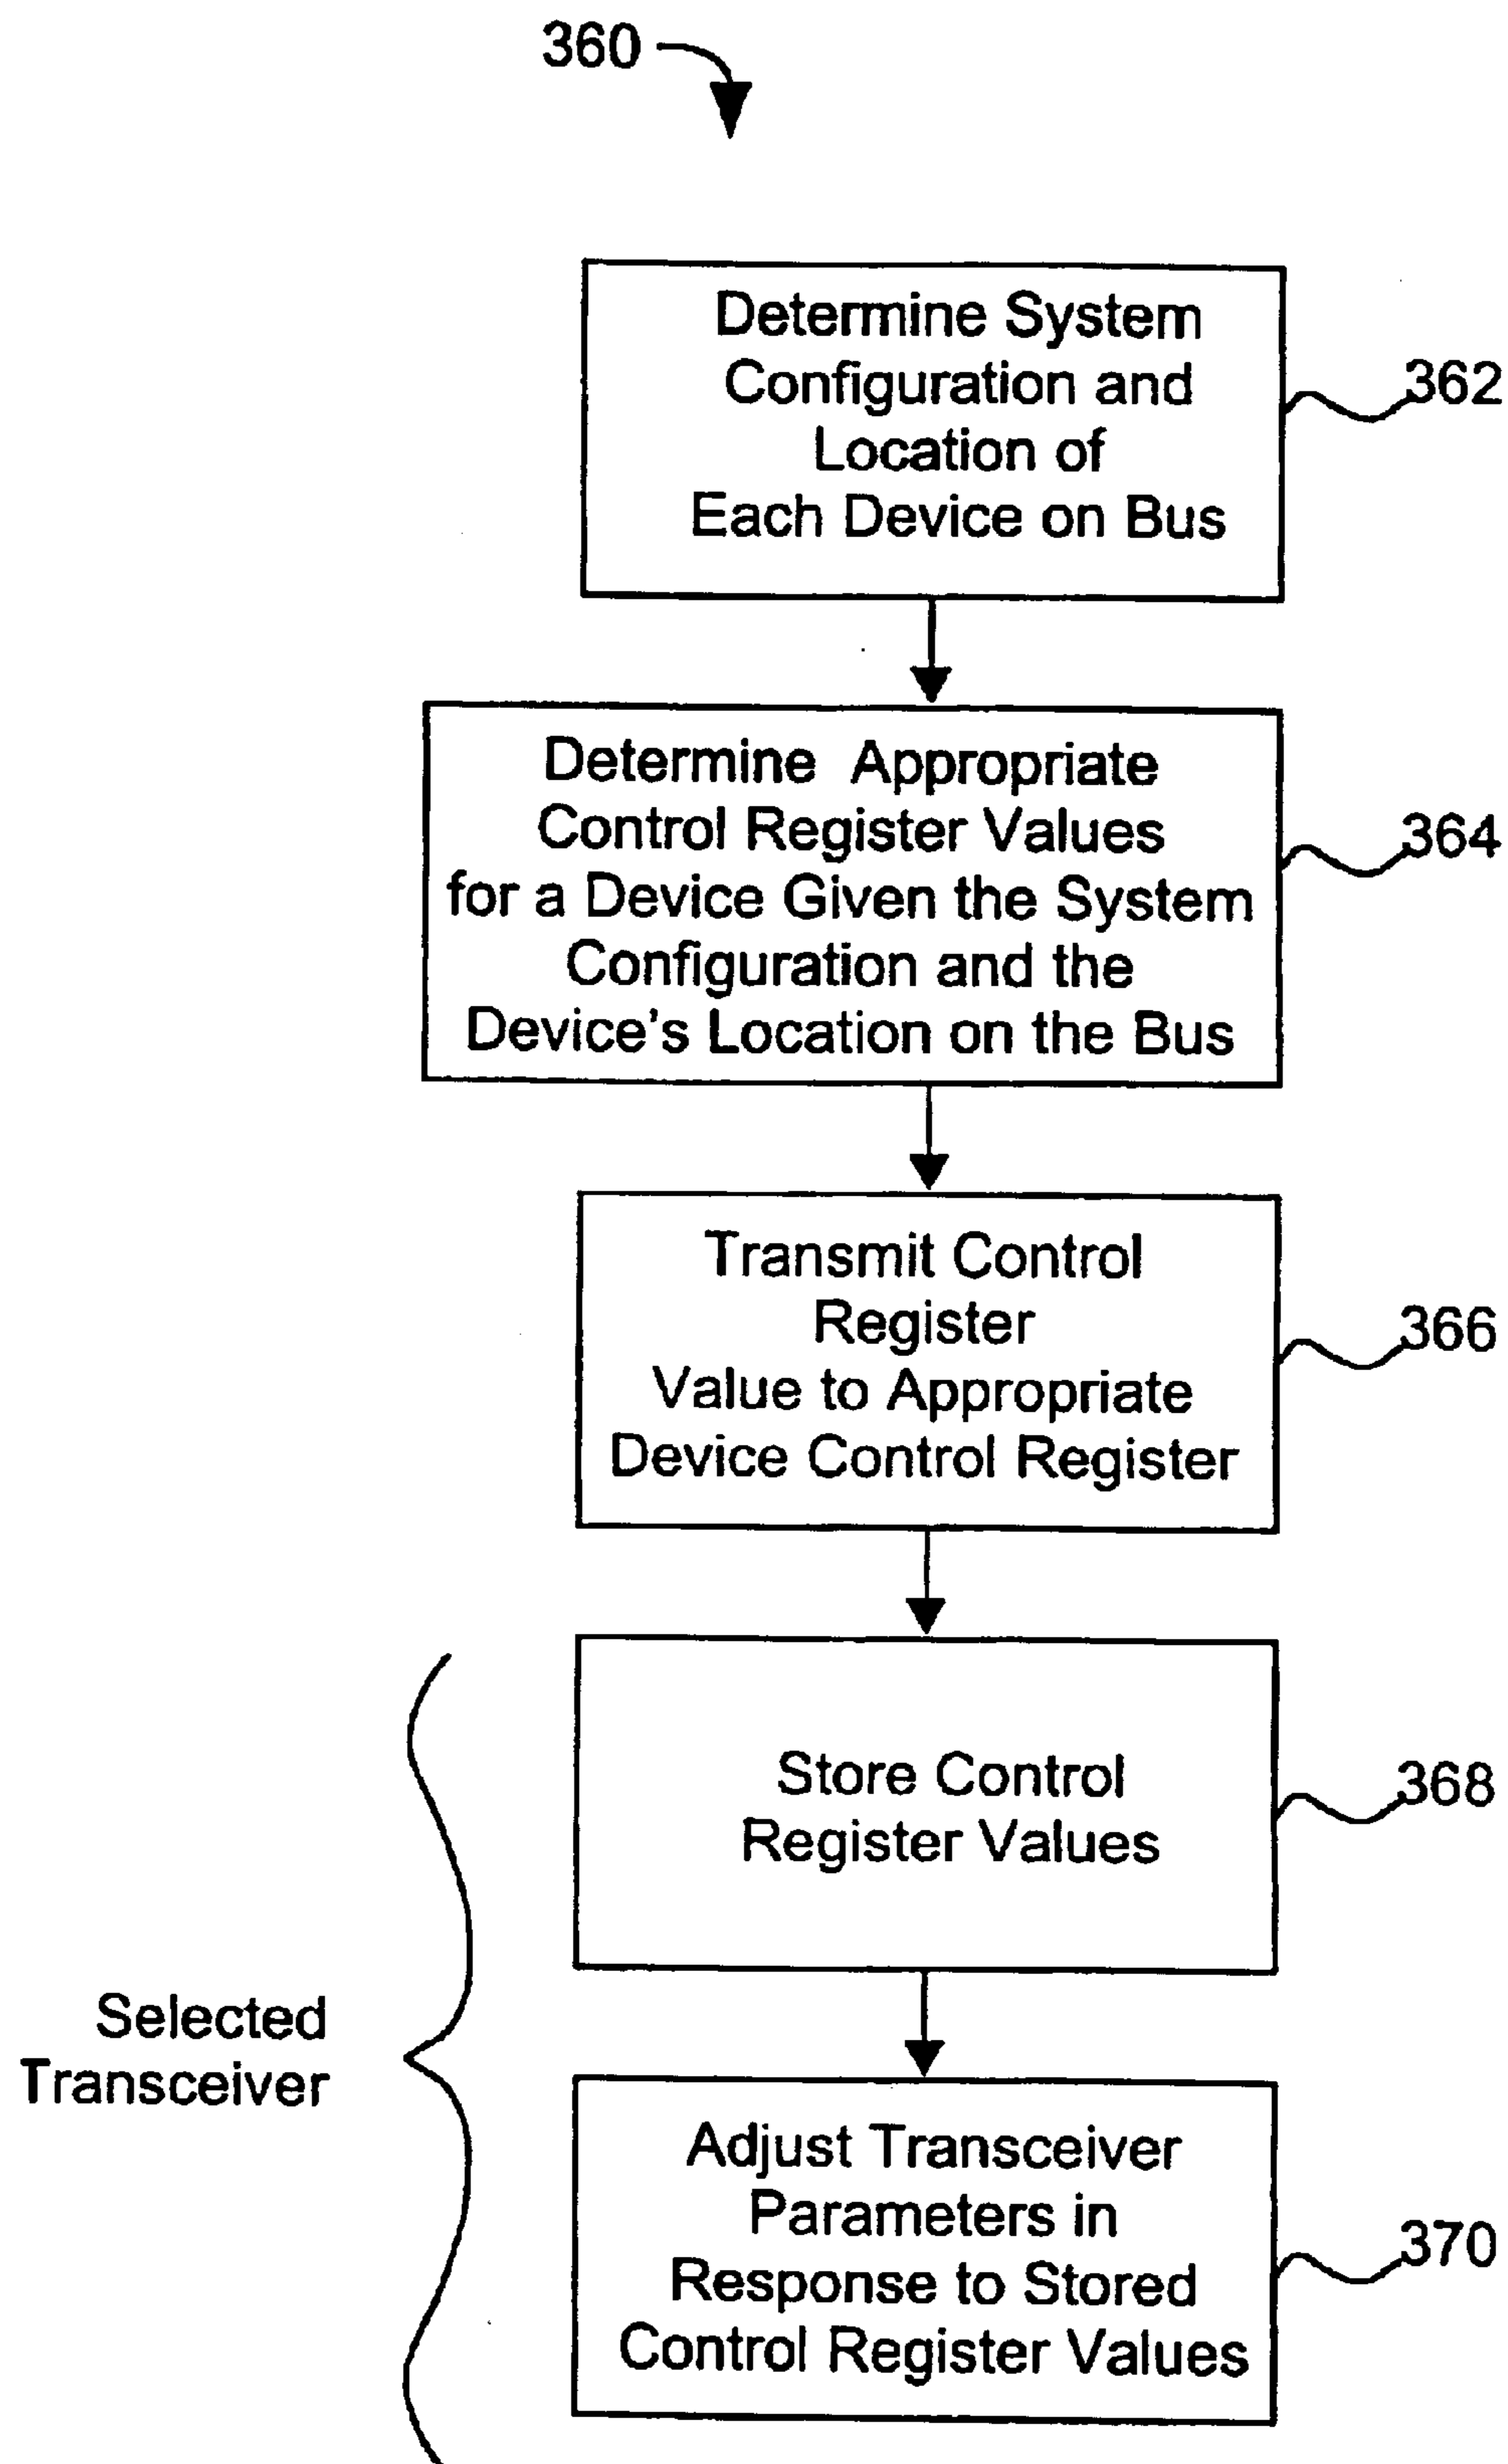 360
Determine System
Configuration and
Location of
Each Device on Bus
362
Determine Appropriate
Control Register Values
for a Device Given the System
Configuration and the
Device's Location on the Bus
364
Transmit Control
Register
Value to Appropriate
Device Control Register
366
Store Control
Register Values
368
Selected
Transceiver
Adjust Transceiver
Parameters in
Response to Stored
Control Register Values
370